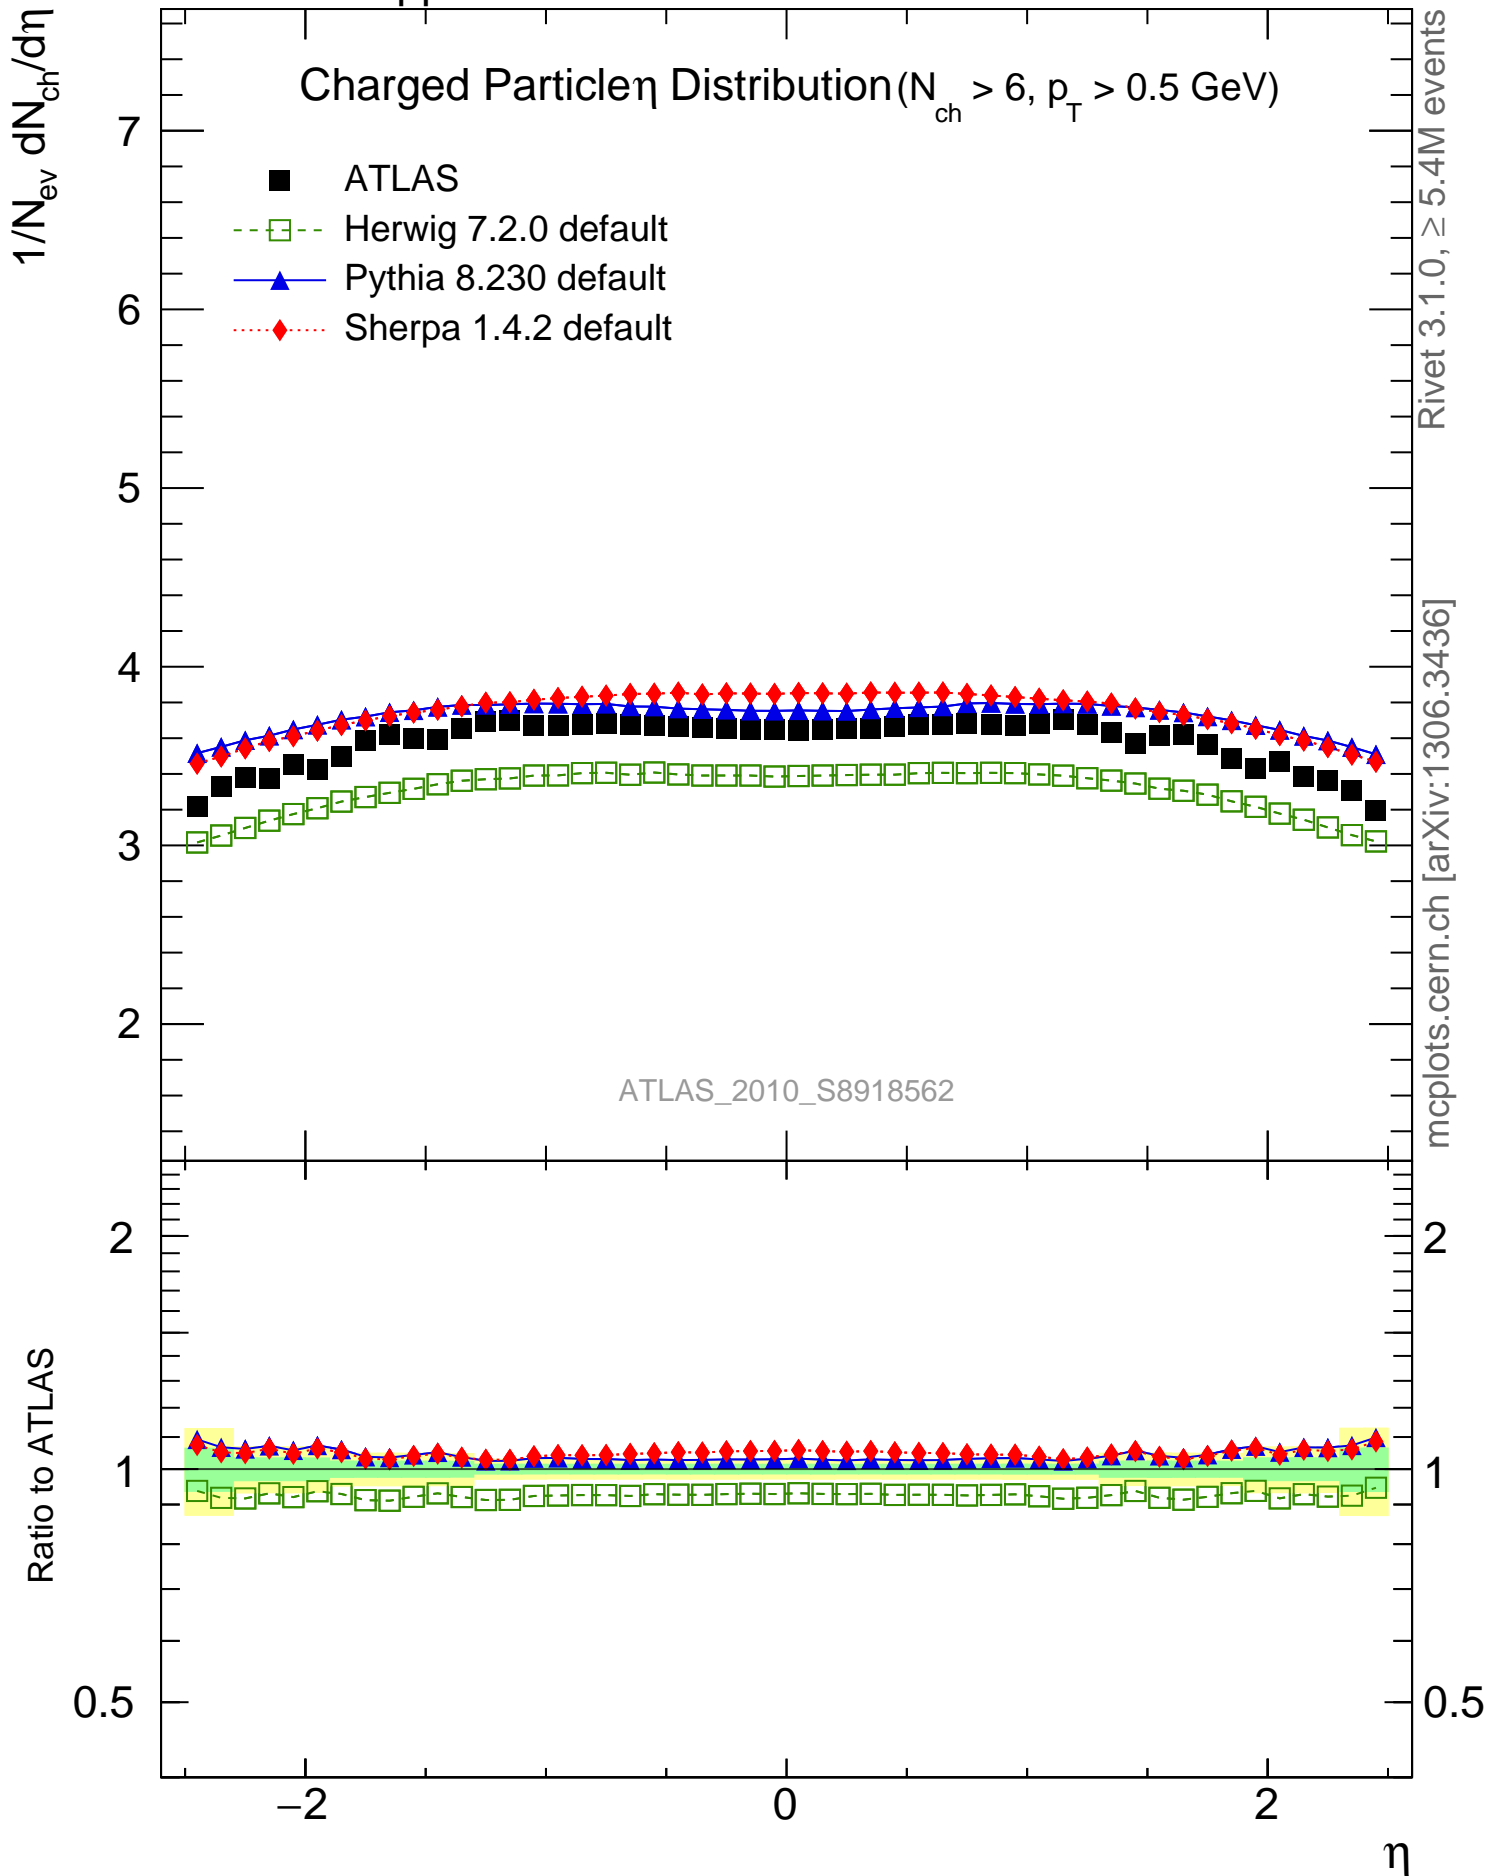 pp
1/N_ev dN_ch/dη
Charged Particleη Distribution (N_ch > 6, p_T > 0.5 GeV)
ATLAS
Herwig 7.2.0 default
Pythia 8.230 default
Sherpa 1.4.2 default
7
6
5
4
3
2
ATLAS_2010_S8918562
Rivet 3.1.0, ≥ 5.4M events
mcplots.cern.ch [arXiv:1306.3436]
Ratio to ATLAS
2
1
0.5
2
1
0.5
−2
0
2
η